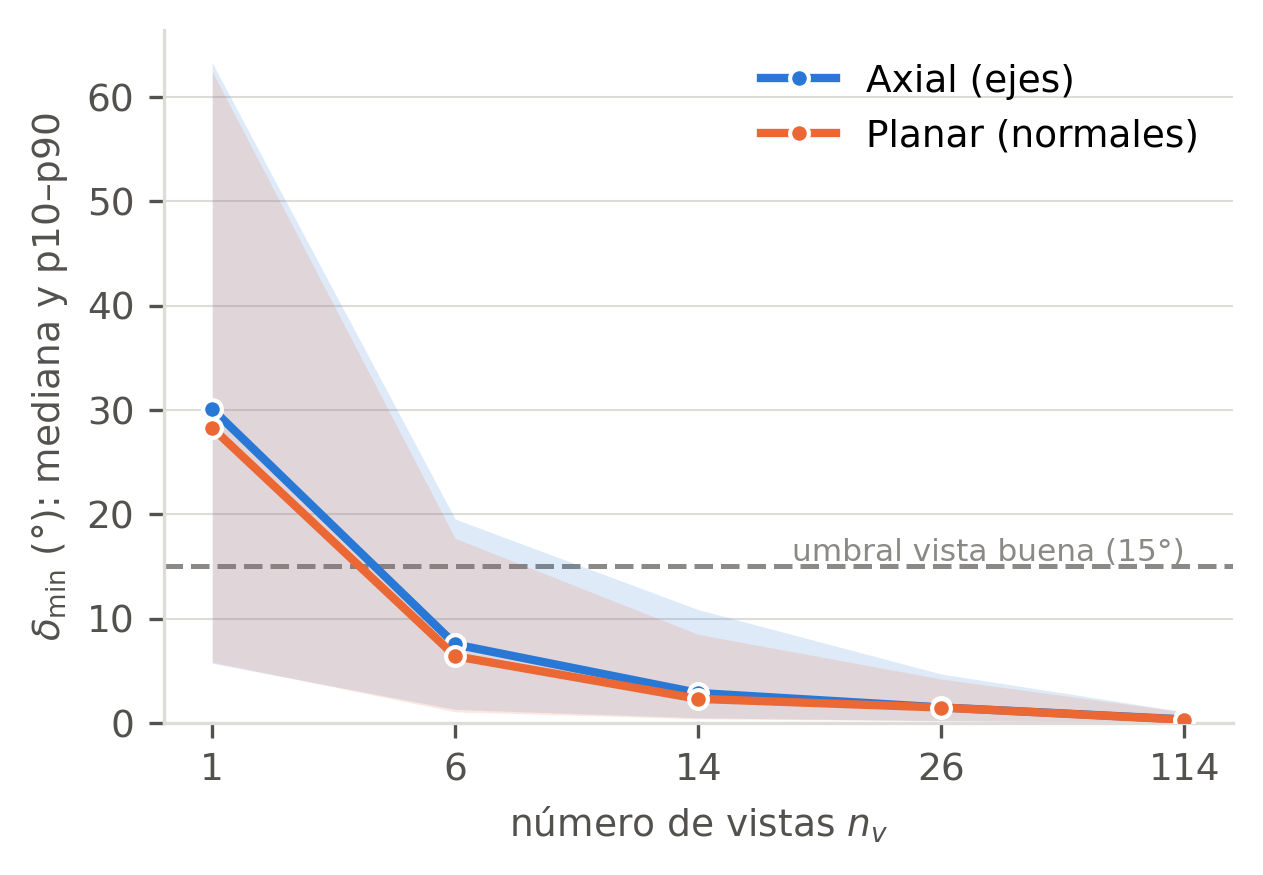 Axial (ejes)
Planar (normales)
δmin (°): mediana y p10–p90
60
50
40
30
20
10
0
umbral vista buena (15°)
1 6 14 26 114
número de vistas nv